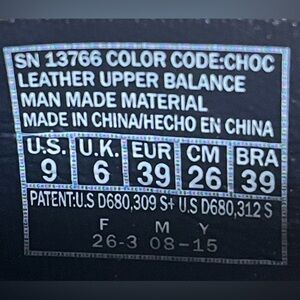 SN 13766 COLOR CODE:CHOC
LEATHER UPPER BALANCE
MAN MADE MATERIAL
MADE IN CHINA/HECHO EN CHINA
U.S. U.K. EUR CM BRA
9 6 39 26 39
PATENT:U.S D680,309 S+ U.S D680,312 S
F M Y
26-3 08-15